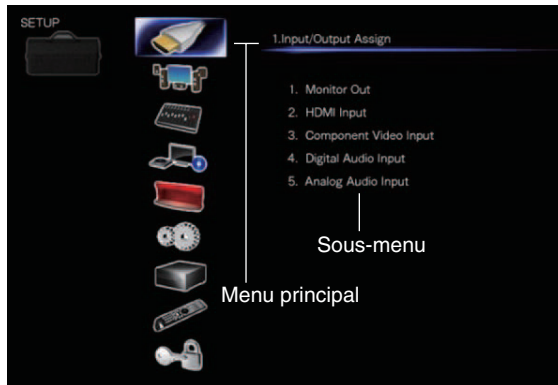 SETUP
1.Input/Output Assign
1. Monitor Out
2. HDMI Input
3. Component Video Input
4. Digital Audio Input
5. Analog Audio Input
Sous-menu
Menu principal